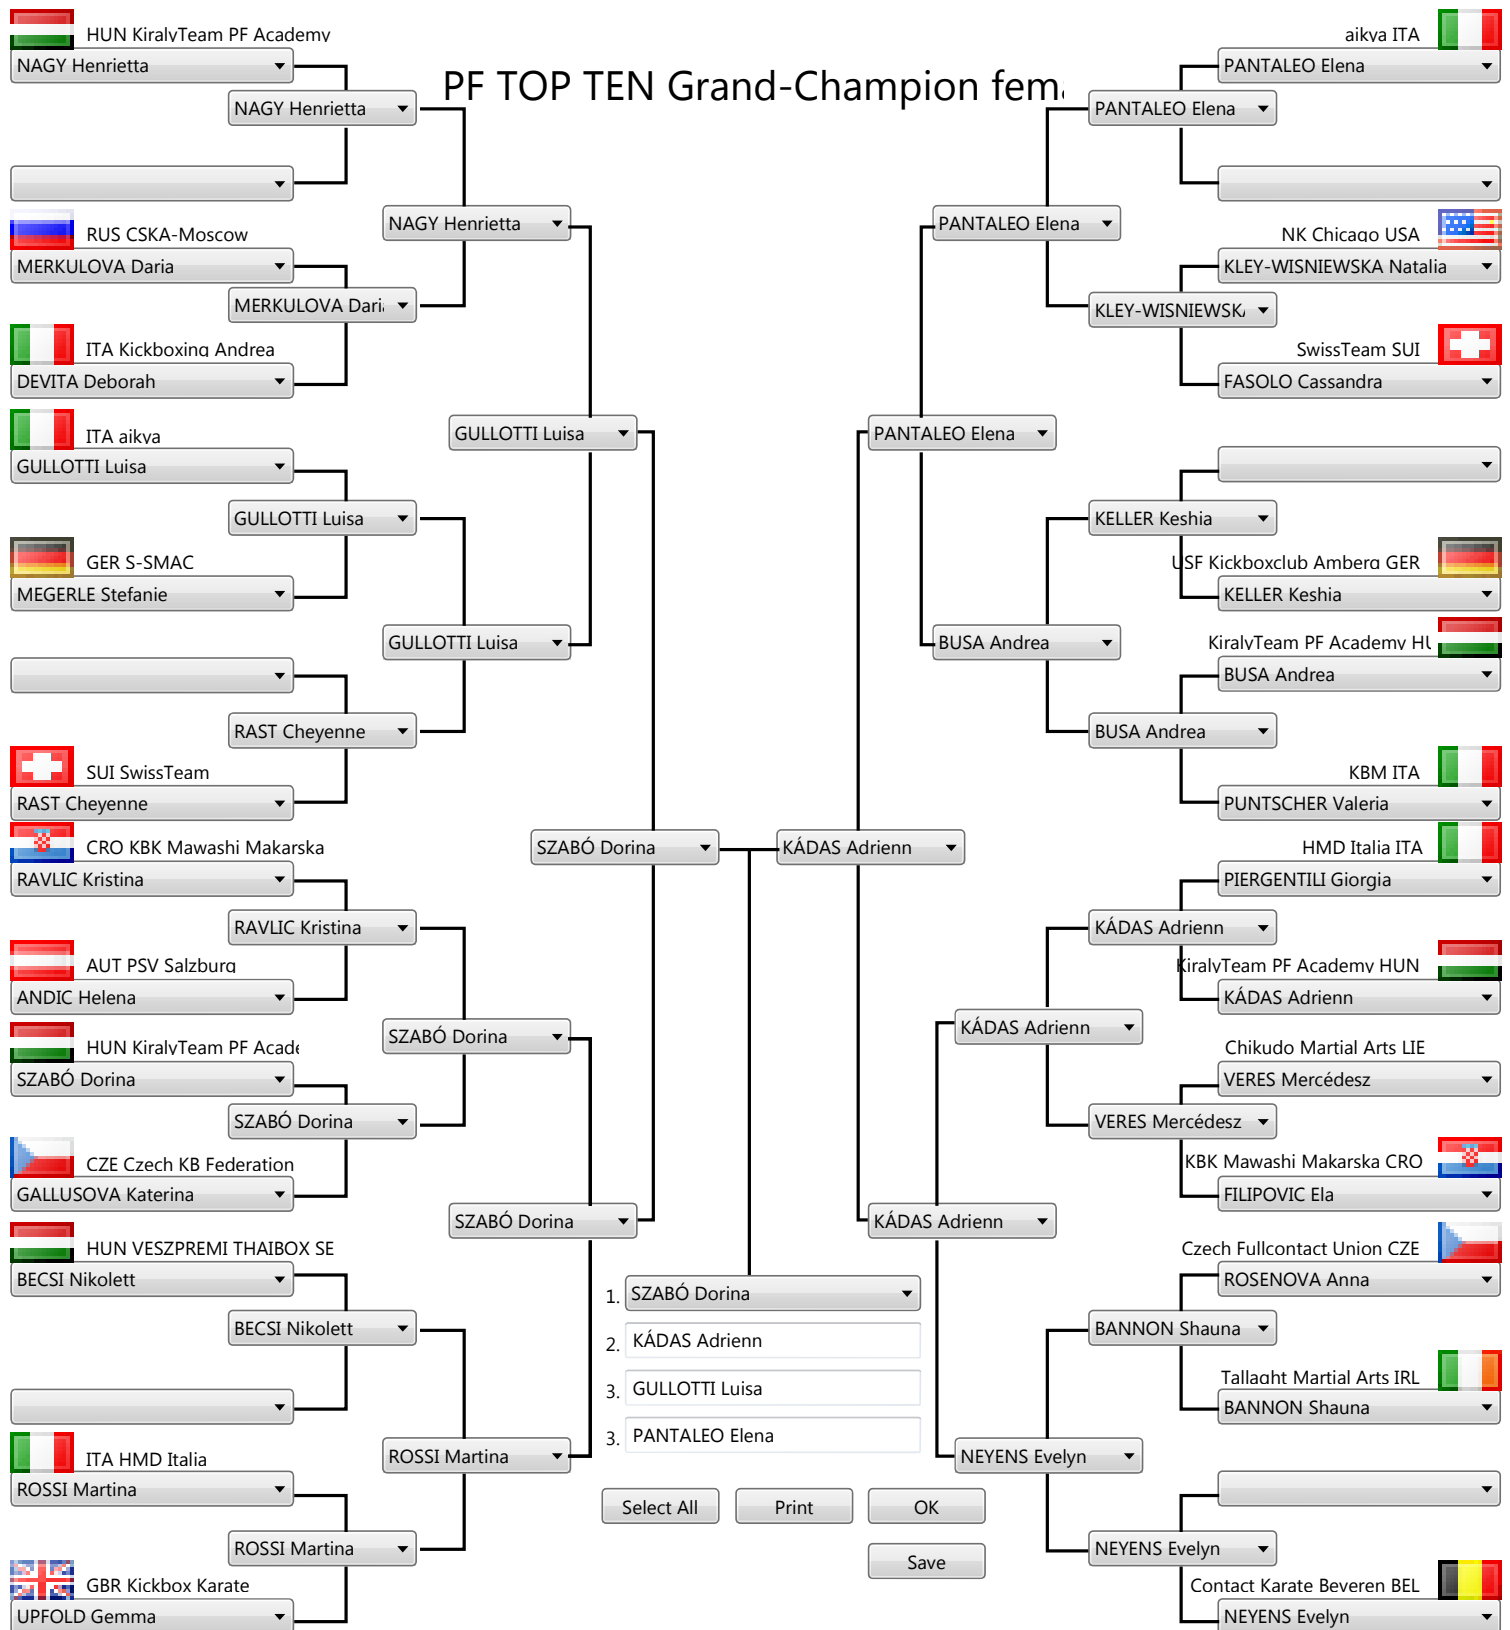 HUN KiralyTeam PF Academy
NAGY Henrietta
NAGY Henrietta
RUS CSKA-Moscow
MERKULOVA Daria
NAGY Henrietta
MERKULOVA Dari
ITA Kickboxing Andrea
DEVITA Deborah
ITA aikya
GULLOTTI Luisa
GULLOTTI Luisa
GULLOTTI Luisa
GER S-SMAC
MEGERLE Stefanie
GULLOTTI Luisa
RAST Cheyenne
SUI SwissTeam
RAST Cheyenne
CRO KBK Mawashi Makarska
RAVLIC Kristina
RAVLIC Kristina
AUT PSV Salzburg
ANDIC Helena
SZABÓ Dorina
HUN KiralyTeam PF Acade
SZABÓ Dorina
SZABÓ Dorina
CZE Czech KB Federation
GALLUSOVA Katerina
SZABÓ Dorina
HUN VESZPREMI THAIBOX SE
BECSI Nikolett
BECSI Nikolett
ROSSI Martina
ITA HMD Italia
ROSSI Martina
ROSSI Martina
GBR Kickbox Karate
UPFOLD Gemma
PF TOP TEN Grand-Champion fema
SZABÓ Dorina
KÁDAS Adrienn
1. SZABÓ Dorina
2. KÁDAS Adrienn
3. GULLOTTI Luisa
3. PANTALEO Elena
Select All
Print
OK
Save
aikya ITA
PANTALEO Elena
PANTALEO Elena
PANTALEO Elena
NK Chicago USA
KLEY-WISNIEWSKA Natalia
KLEY-WISNIEWSK
SwissTeam SUI
FASOLO Cassandra
PANTALEO Elena
KELLER Keshia
USF Kickboxclub Amberg GER
KELLER Keshia
BUSA Andrea
KiralyTeam PF Academy HU
BUSA Andrea
BUSA Andrea
KBM ITA
PUNTSCHER Valeria
HMD Italia ITA
PIERGENTILI Giorgia
KÁDAS Adrienn
KiralyTeam PF Academy HUN
KÁDAS Adrienn
KÁDAS Adrienn
Chikudo Martial Arts LIE
VERES Mercédesz
VERES Mercédesz
KBK Mawashi Makarska CRO
FILIPOVIC Ela
KÁDAS Adrienn
Czech Fullcontact Union CZE
ROSENOVA Anna
BANNON Shauna
Tallaght Martial Arts IRL
BANNON Shauna
NEYENS Evelyn
NEYENS Evelyn
Contact Karate Beveren BEL
NEYENS Evelyn